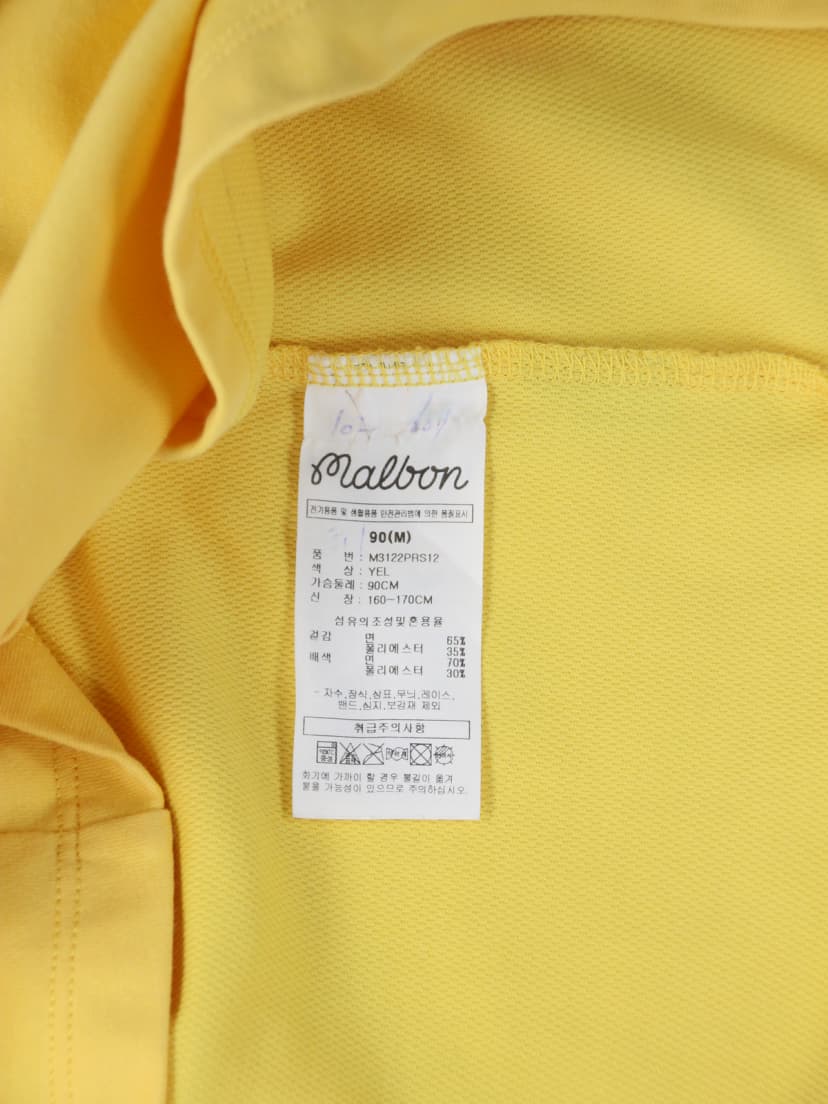 malbon
전기용품 및 생활용품 안전관리법에 의한 품질표시
90(M)
품 번 : M3122PRS12
색 상 : YEL
가슴둘레 : 90CM
신 장 : 160-170CM
섬유의조성및혼용율
겉감 면 65%
폴리에스터 35%
배색 면 70%
폴리에스터 30%
- 자수,장식,상표,무늬,레이스,
밴드,심지,보강재 제외
취급주의사항
화기에 가까이 할 경우 불길이 옮겨
붙을 가능성이 있으므로 주의하십시오.